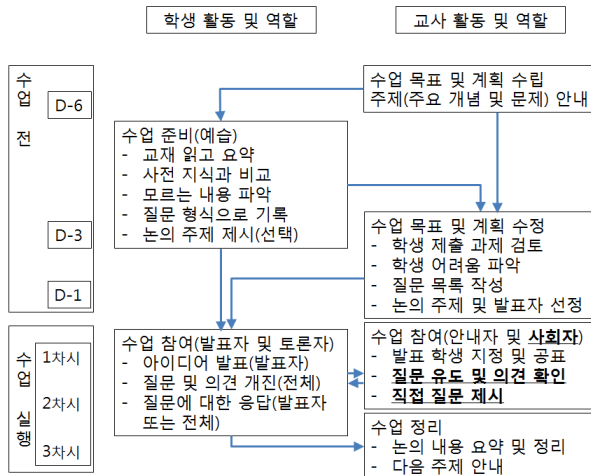 학생 활동 및 역할
교사 활동 및 역할
수업 전
D-6
D-3
D-1
수업 목표 및 계획 수립
주제(주요 개념 및 문제) 안내
수업 준비(예습)
- 교재 읽고 요약
- 사전 지식과 비교
- 모르는 내용 파악
- 질문 형식으로 기록
- 논의 주제 제시(선택)
수업 목표 및 계획 수정
- 학생 제출 과제 검토
- 학생 어려움 파악
- 질문 목록 작성
- 논의 주제 및 발표자 선정
수업 실행
1차시
2차시
3차시
수업 참여(발표자 및 토론자)
- 아이디어 발표(발표자)
- 질문 및 의견 개진(전체)
- 질문에 대한 응답(발표자
또는 전체)
수업 참여(안내자 및 사회자)
- 발표 학생 지정 및 공표
- 질문 유도 및 의견 확인
- 직접 질문 제시
수업 정리
- 논의 내용 요약 및 정리
- 다음 주제 안내